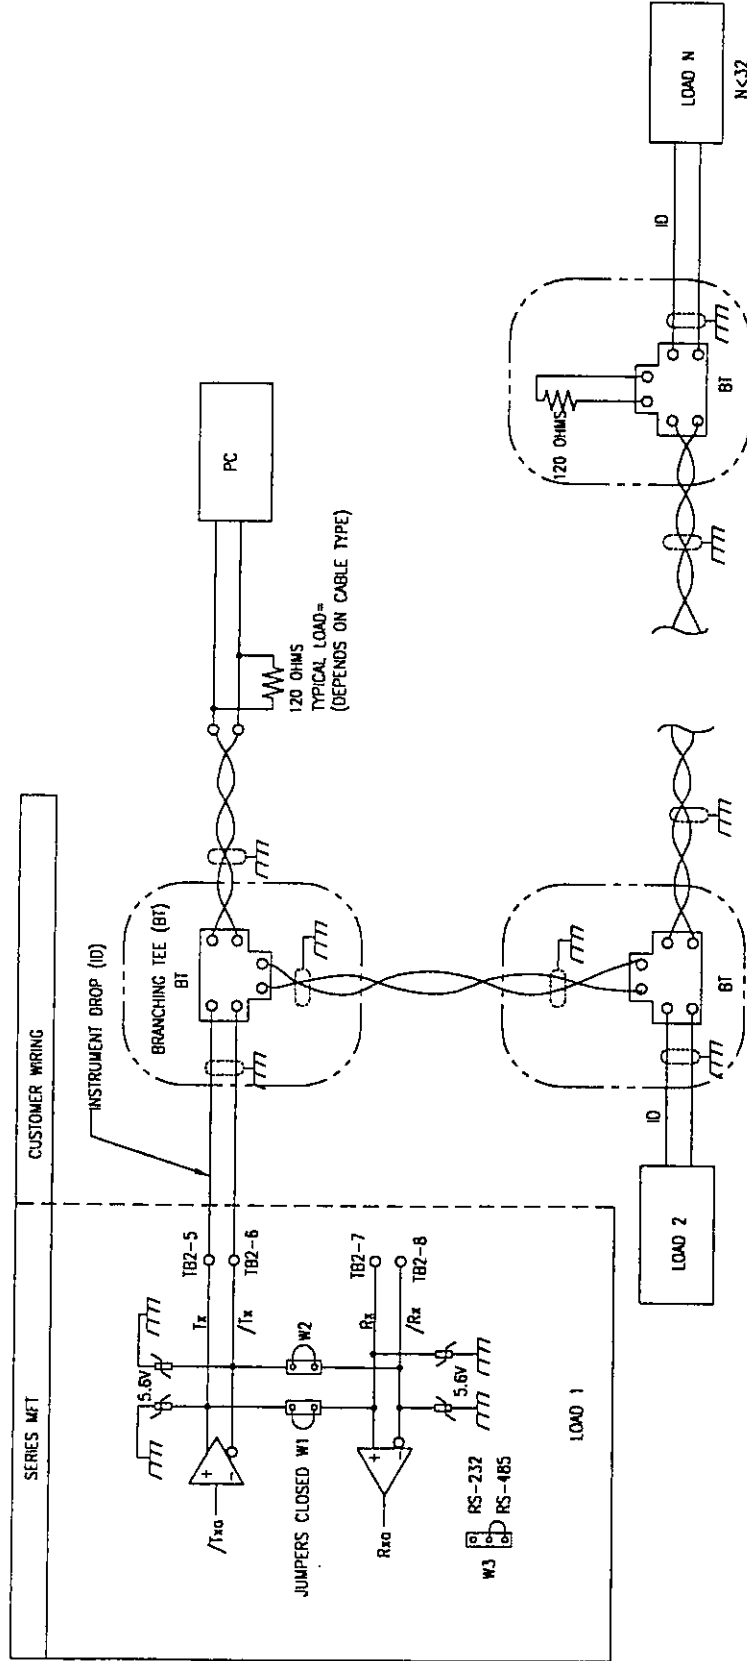 SERIES MFT
CUSTOMER WIRING
INSTRUMENT DROP (ID)
BRANCHING TEE (BT)
BT
5.6V
Tx
/Tx
TB2-5
TB2-6
/Txa
+
-
JUMPERS CLOSED W1
W2
Rxa
+
-
Rx
/Rx
TB2-7
TB2-8
5.6V
W3
RS-232
RS-485
LOAD 1
PC
120 OHMS
TYPICAL LOAD=
(DEPENDS ON CABLE TYPE)
LOAD 2
ID
BT
120 OHMS
BT
ID
LOAD N
N<32